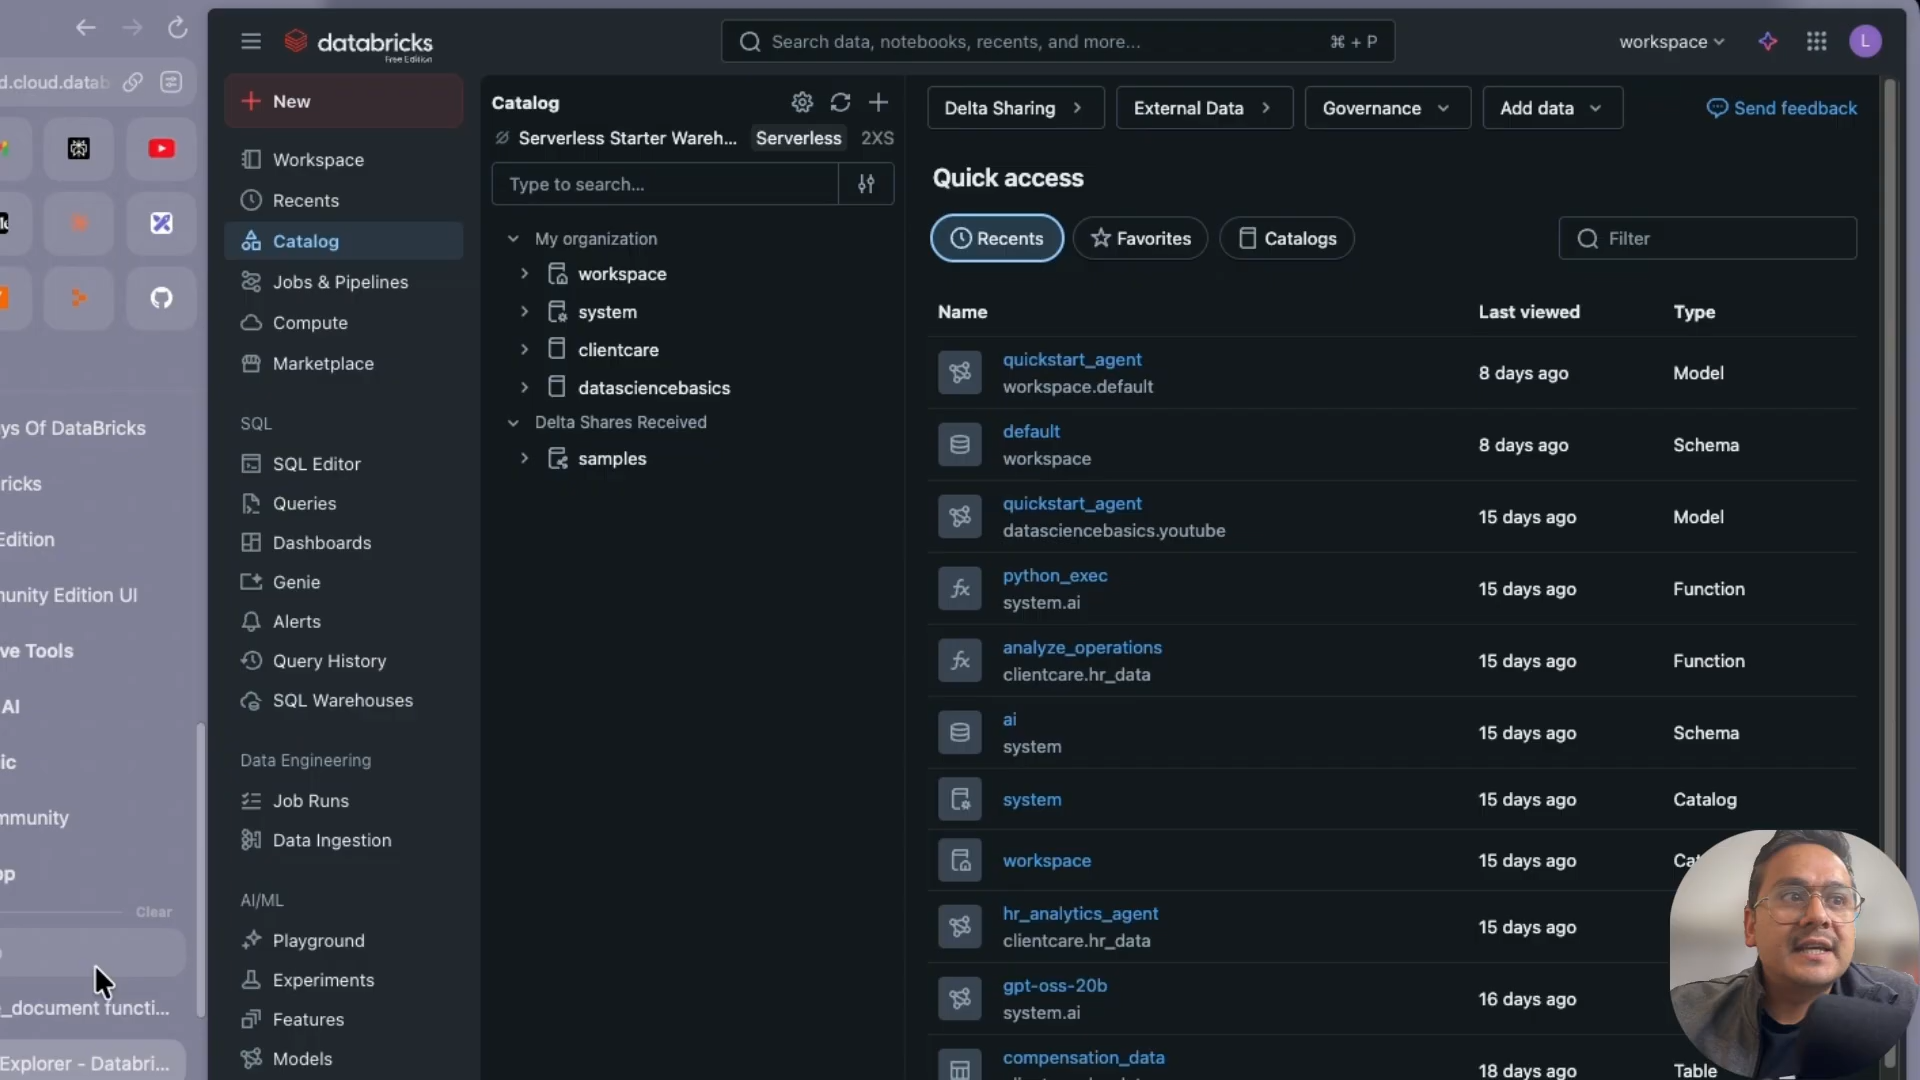 databricks
Free Edition
Search data, notebooks, recents, and more...
⌘ + P
workspace
L
d.cloud.datab
New
Workspace
Recents
Catalog
Jobs & Pipelines
Compute
Marketplace
SQL
SQL Editor
Queries
Dashboards
Genie
Alerts
Query History
SQL Warehouses
Data Engineering
Job Runs
Data Ingestion
AI/ML
Playground
Experiments
Features
Models
ys Of DataBricks
ricks
Edition
unity Edition UI
ve Tools
AI
ic
mmunity
pp
Clear
e_document functi...
Explorer - Databri...
Catalog
Serverless Starter Wareh...
Serverless
2XS
Type to search...
My organization
workspace
system
clientcare
datasciencebasics
Delta Shares Received
samples
Delta Sharing
External Data
Governance
Add data
Send feedback
Quick access
Recents
Favorites
Catalogs
Filter
Name Last viewed Type
quickstart_agent
workspace.default
8 days ago Model
default
workspace
8 days ago Schema
quickstart_agent
datasciencebasics.youtube
15 days ago Model
python_exec
system.ai
15 days ago Function
analyze_operations
clientcare.hr_data
15 days ago Function
ai
system
15 days ago Schema
system 15 days ago Catalog
workspace 15 days ago Cat
hr_analytics_agent
clientcare.hr_data
15 days ago
gpt-oss-20b
system.ai
16 days ago
compensation_data
18 days ago Table